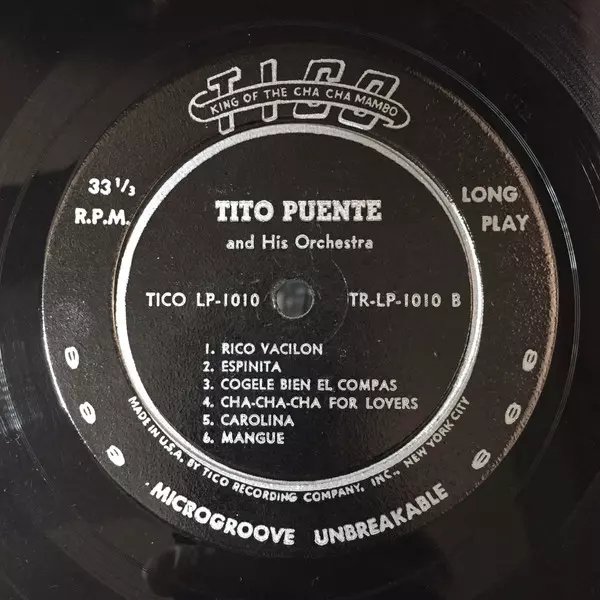 TICO
KING OF THE CHA CHA MAMBO
33 1/3
R.P.M.
LONG
PLAY
TITO PUENTE
and His Orchestra
TICO LP-1010
TR-LP-1010 B
1. RICO VACILON
2. ESPINITA
3. COGELE BIEN EL COMPAS
4. CHA-CHA-CHA FOR LOVERS
5. CAROLINA
6. MANGUE
MADE IN U.S.A. BY TICO RECORDING COMPANY, INC., NEW YORK CITY
MICROGROOVE UNBREAKABLE